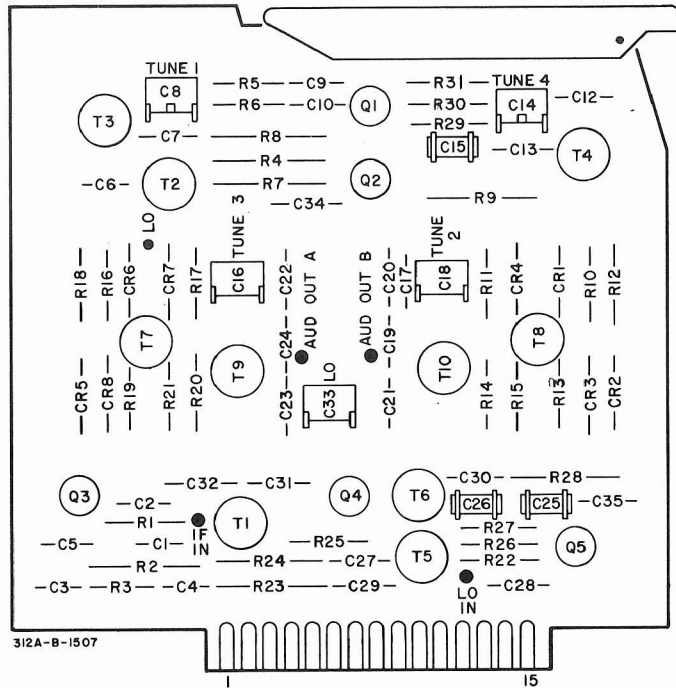 TUNE 1
C8
R5
C9
R6
C10
Q1
R31
TUNE 4
R30
C14
C12
R29
T3
C7
R8
C15
C13
T4
R4
C6
T2
R7
Q2
C34
R9
LO
TUNE 3
AUD OUT A
AUD OUT B
TUNE 2
R18
R16
CR6
CR7
R17
C16
C22
C20
C17
C18
R11
CR4
CR1
R10
R12
T7
T9
C24
C19
T10
T8
CR5
CR8
R19
R21
R20
C23
C33
LO
C21
R14
R15
R13
CR3
CR2
C32
C31
C30
R28
Q3
C2
Q4
T6
C26
C25
C35
R1
IF IN
T1
R27
C5
C1
R25
R26
Q5
R2
R24
C27
T5
R22
C3
R3
C4
R23
C29
LO IN
C28
312A-B-1507
1
15